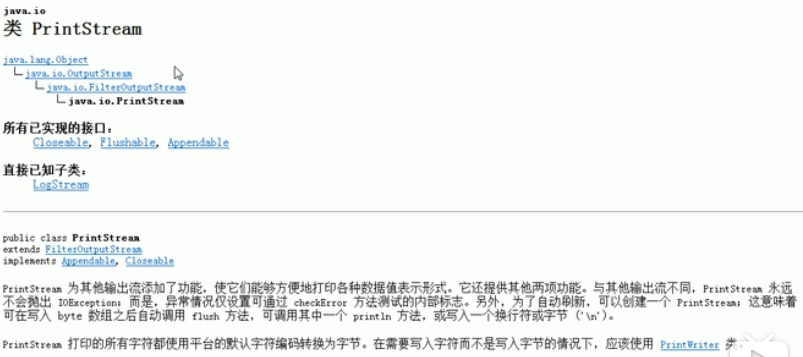 java.io
类 PrintStream
java.lang.Object
java.io.OutputStream
java.io.FilterOutputStream
java.io.PrintStream
所有已实现的接口：
Closeable, Flushable, Appendable
直接已知子类：
LogStream
public class PrintStream
extends FilterOutputStream
implements Appendable, Closeable
PrintStream 为其他输出流添加了功能，使它们能够方便地打印各种数据值表示形式。它还提供其他两项功能。与其他输出流不同，PrintStream 永远
不会抛出 IOException；而是，异常情况仅设置可通过 checkError 方法测试的内部标志。另外，为了自动刷新，可以创建一个 PrintStream；这意味着
可在写入 byte 数组之后自动调用 flush 方法，可调用其中一个 println 方法，或写入一个换行符或字节 ('\n')。
PrintStream 打印的所有字符都使用平台的默认字符编码转换为字节。在需要写入字符而不是写入字节的情况下，应该使用 PrintWriter 类